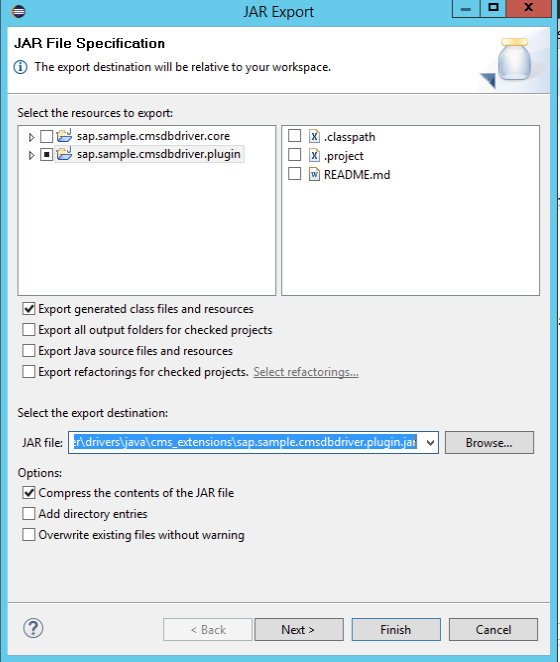 JAR Export
JAR File Specification
The export destination will be relative to your workspace.
Select the resources to export:
sap.sample.cmsdbdriver.core
sap.sample.cmsdbdriver.plugin
.classpath
.project
README.md
Export generated class files and resources
Export all output folders for checked projects
Export Java source files and resources
Export refactorings for checked projects. Select refactorings...
Select the export destination:
JAR file: er\drivers\java\cms_extensions\sap.sample.cmsdbdriver.plugin.jar Browse...
Options:
Compress the contents of the JAR file
Add directory entries
Overwrite existing files without warning
< Back Next > Finish Cancel